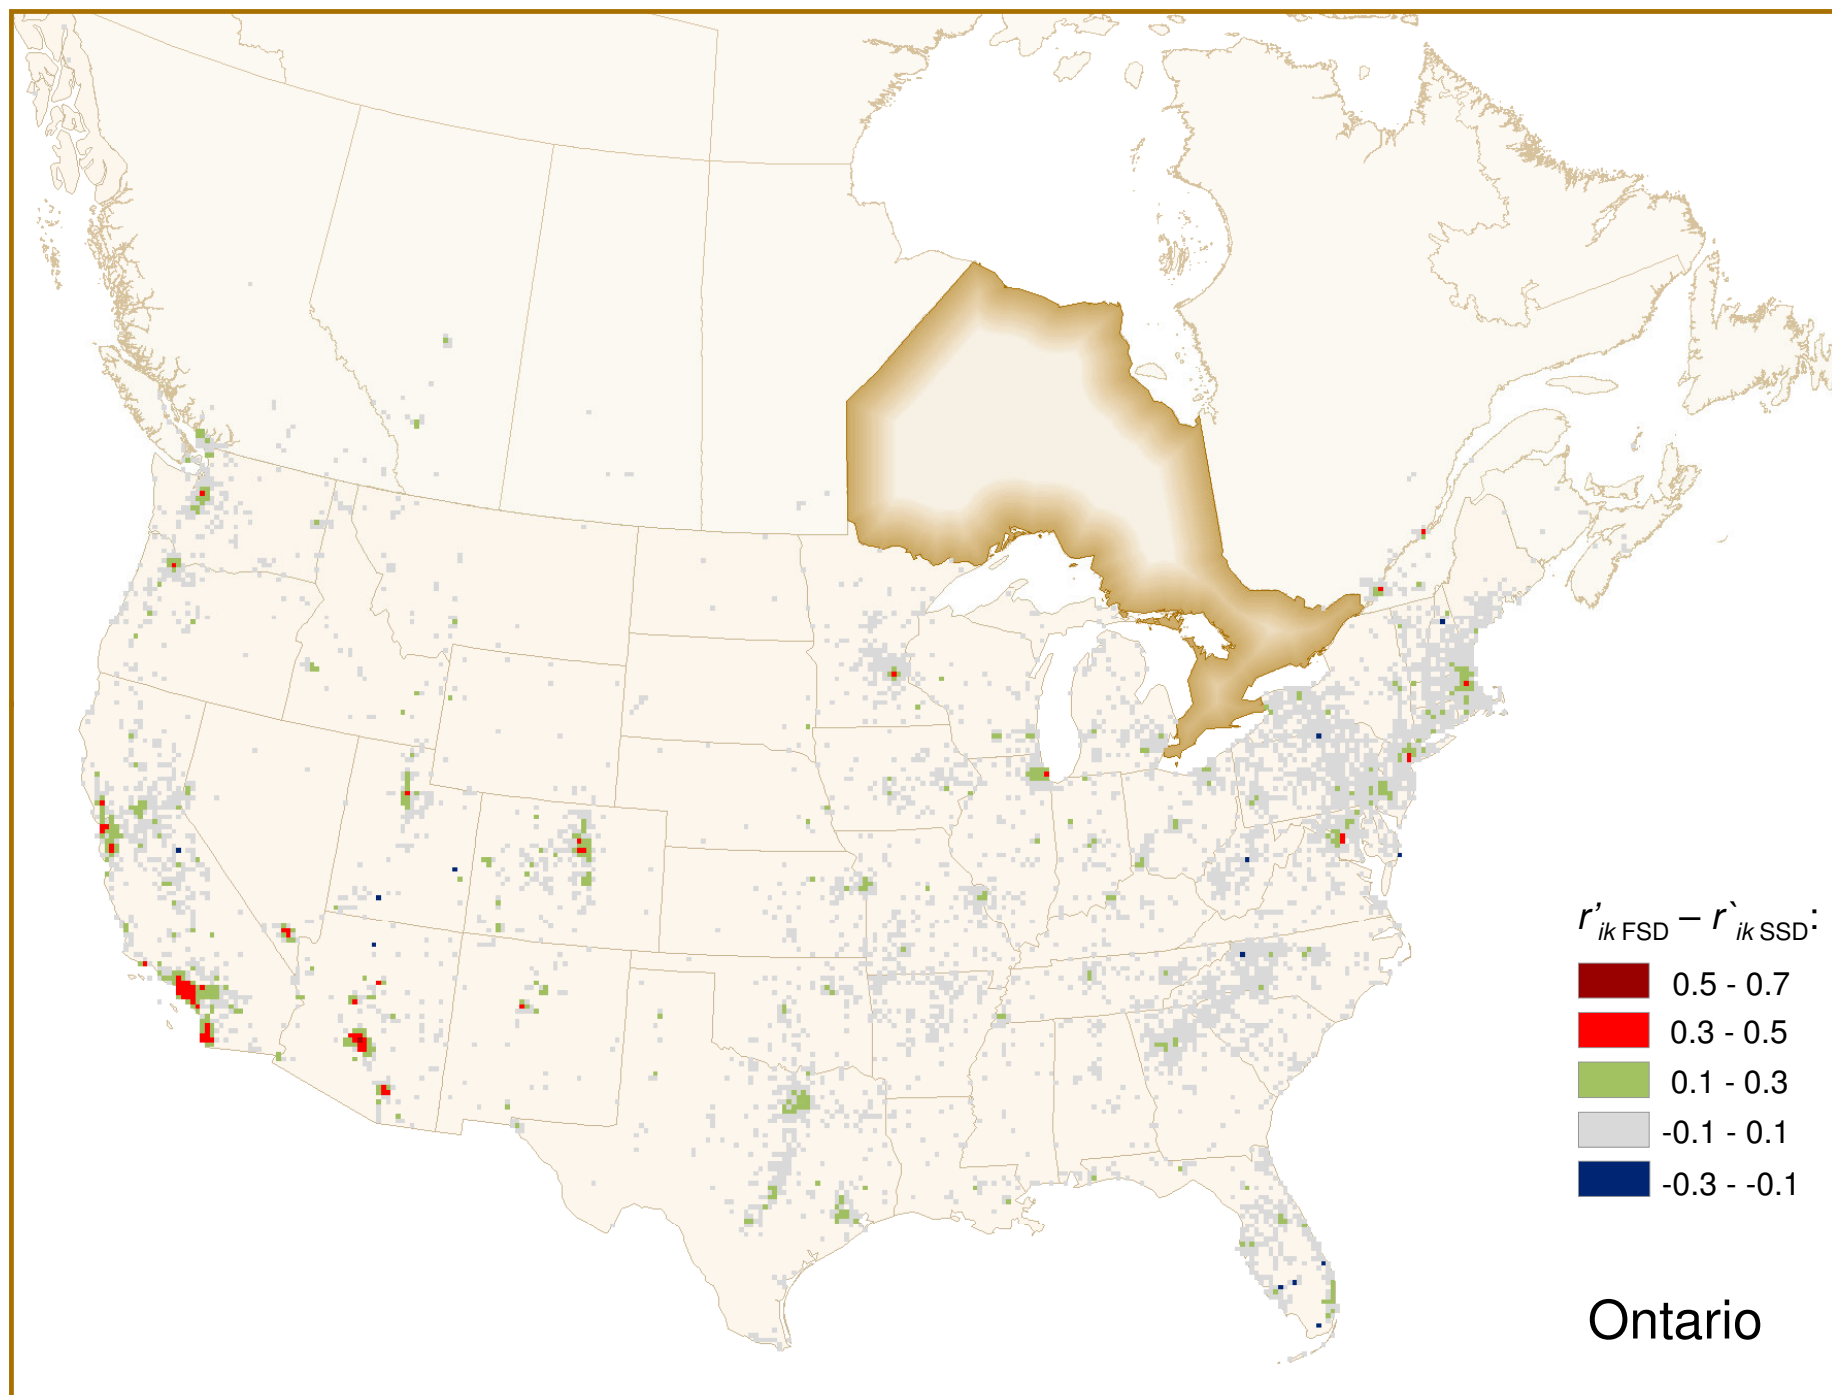 r’ik FSD – r`ik SSD:
0.5 - 0.7
0.3 - 0.5
0.1 - 0.3
-0.1 - 0.1
-0.3 - -0.1
Ontario